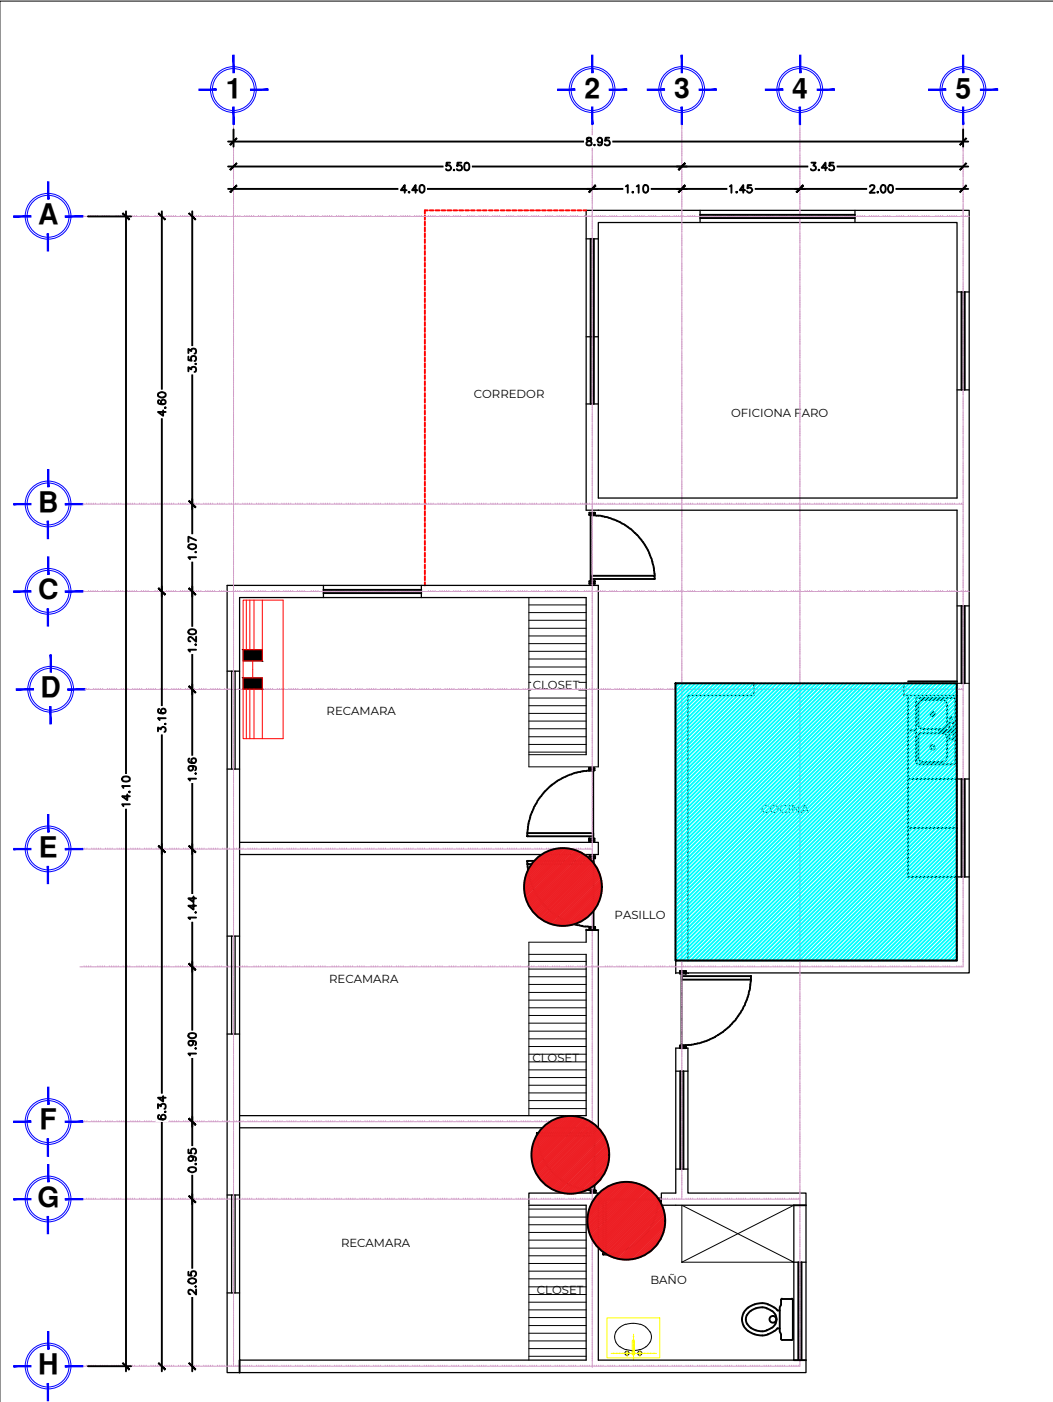 1 2 3 4 5
8.95
5.50 3.45
4.40 1.10 1.45 2.00
A
3.53
4.60
CORREDOR
OFICIONA FARO
B
1.07
C
1.20
D
CLOSET
RECAMARA
3.16
1.96
14.10
COCINA
E
1.44
PASILLO
RECAMARA
1.90
CLOSET
6.34
F
0.95
G
RECAMARA
2.05
BAÑO
CLOSET
H